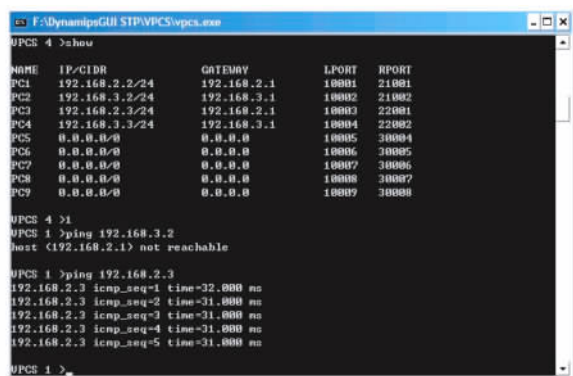 F:\DynamipsGUI STP\VPCS\vpcs.exe
VPCS 4 >show
NAME IP/CIDR GATEWAY LPORT RPORT
PC1 192.168.2.2/24 192.168.2.1 10001 21001
PC2 192.168.3.2/24 192.168.3.1 10002 21002
PC3 192.168.2.3/24 192.168.2.1 10003 22001
PC4 192.168.3.3/24 192.168.3.1 10004 22002
PC5 0.0.0.0/0 0.0.0.0 10005 30004
PC6 0.0.0.0/0 0.0.0.0 10006 30005
PC7 0.0.0.0/0 0.0.0.0 10007 30006
PC8 0.0.0.0/0 0.0.0.0 10008 30007
PC9 0.0.0.0/0 0.0.0.0 10009 30008
VPCS 4 >1
VPCS 1 >ping 192.168.3.2
host (192.168.2.1) not reachable
VPCS 1 >ping 192.168.2.3
192.168.2.3 icmp_seq=1 time=32.000 ms
192.168.2.3 icmp_seq=2 time=31.000 ms
192.168.2.3 icmp_seq=3 time=31.000 ms
192.168.2.3 icmp_seq=4 time=31.000 ms
192.168.2.3 icmp_seq=5 time=31.000 ms
VPCS 1 >_